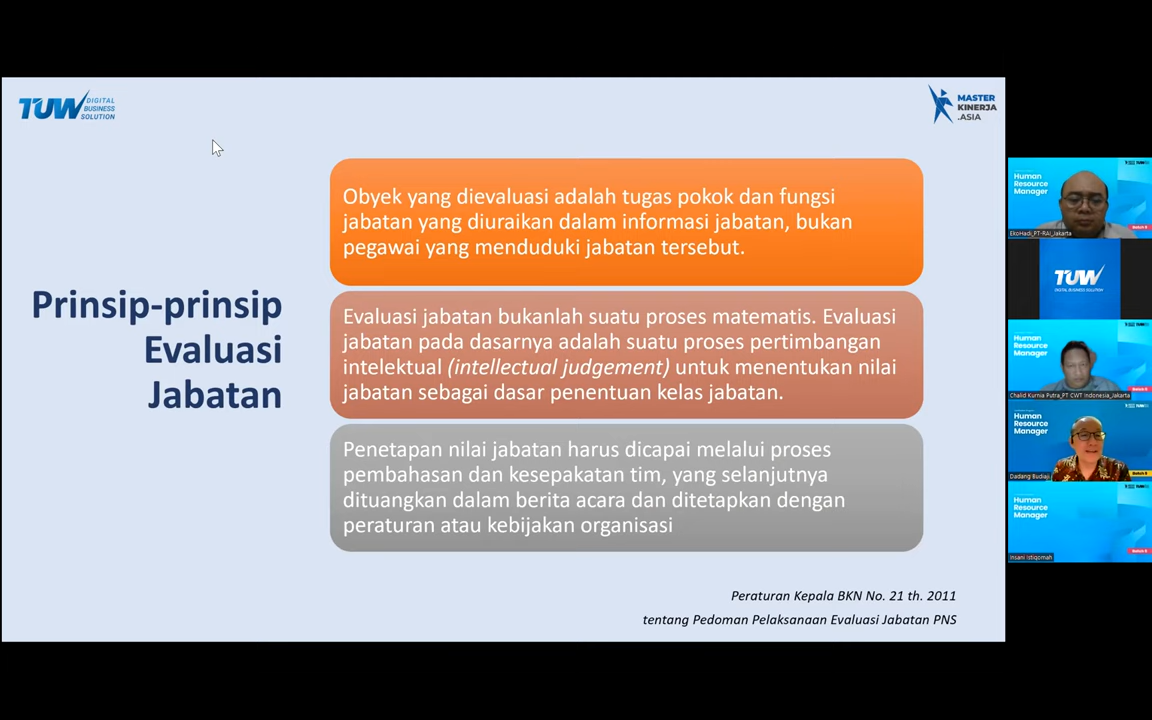 TUW DIGITAL
BUSINESS
SOLUTION
MASTER
KINERJA
.ASIA
Prinsip-prinsip
Evaluasi
Jabatan
Obyek yang dievaluasi adalah tugas pokok dan fungsi
jabatan yang diuraikan dalam informasi jabatan, bukan
pegawai yang menduduki jabatan tersebut.
Evaluasi jabatan bukanlah suatu proses matematis. Evaluasi
jabatan pada dasarnya adalah suatu proses pertimbangan
intelektual (intellectual judgement) untuk menentukan nilai
jabatan sebagai dasar penentuan kelas jabatan.
Penetapan nilai jabatan harus dicapai melalui proses
pembahasan dan kesepakatan tim, yang selanjutnya
dituangkan dalam berita acara dan ditetapkan dengan
peraturan atau kebijakan organisasi
Peraturan Kepala BKN No. 21 th. 2011
tentang Pedoman Pelaksanaan Evaluasi Jabatan PNS
Human
Resource
Manager
EkoHadi_PT-RAI_Jakarta
TUW
DIGITAL BUSINESS SOLUTION
Human
Resource
Manager
Chalid Kurnia Putra_PT CWT Indonesia_Jakarta
Human
Resource
Manager
Dadang Budiaji
Human
Resource
Manager
Insani Istiqomah